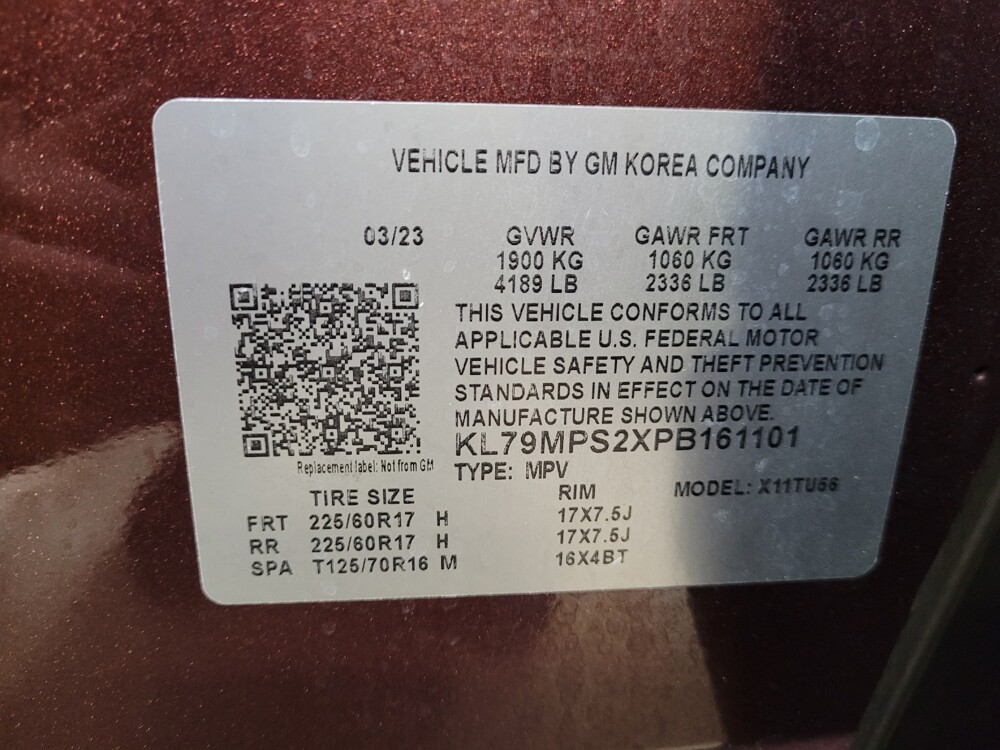 VEHICLE MFD BY GM KOREA COMPANY
03/23 GVWR GAWR FRT GAWR RR
1900 KG 1060 KG 1060 KG
4189 LB 2336 LB 2336 LB
THIS VEHICLE CONFORMS TO ALL
APPLICABLE U.S. FEDERAL MOTOR
VEHICLE SAFETY AND THEFT PREVENTION
STANDARDS IN EFFECT ON THE DATE OF
MANUFACTURE SHOWN ABOVE.
KL79MPS2XPB161101
Replacement label: Not from GM
TYPE: MPV
TIRE SIZE RIM MODEL: X11TU56
FRT 225/60R17 H 17X7.5J
RR 225/60R17 H 17X7.5J
SPA T125/70R16 M 16X4BT